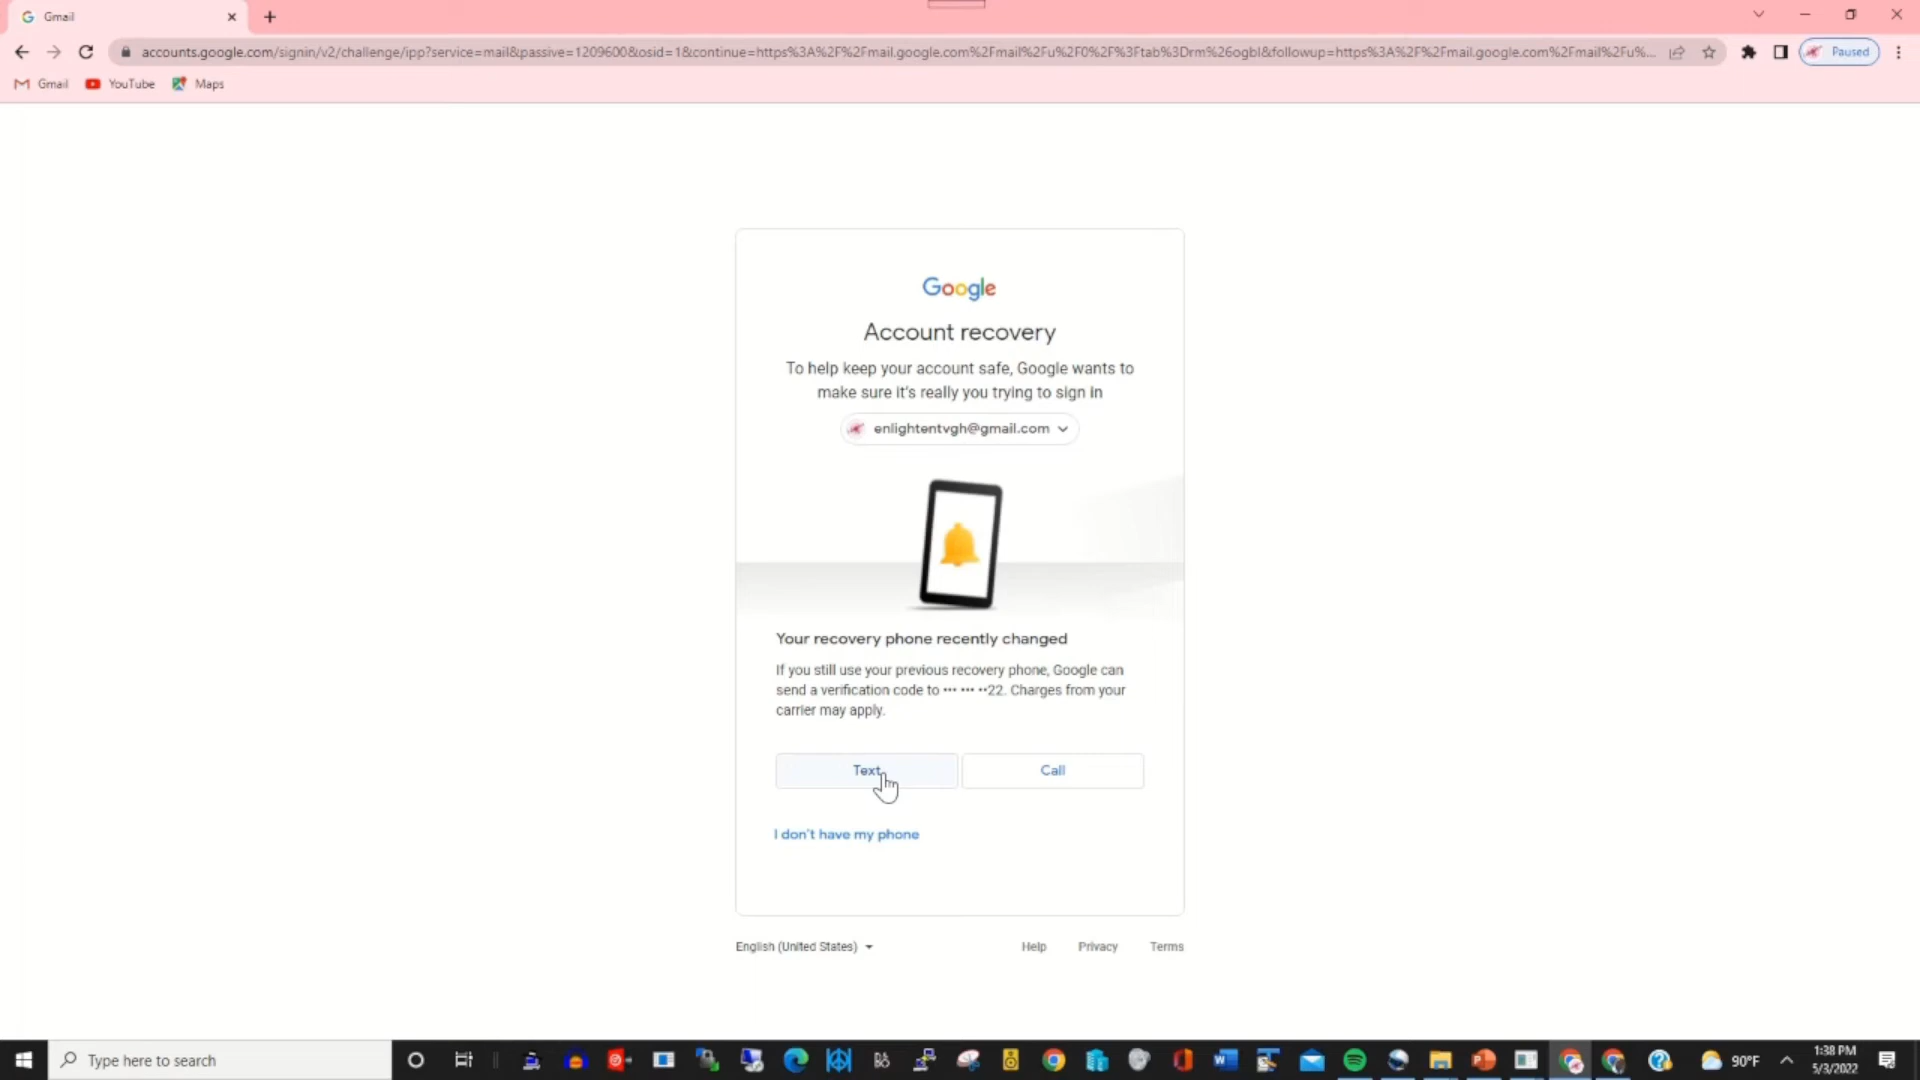 Gmail
accounts.google.com/signin/v2/challenge/ipp?service=mail&passive=1209600&osid=1&continue=https%3A%2F%2Fmail.google.com%2Fmail%2Fu%2F0%2F%3Ftab%3Drm%26ogbl&followup=https%3A%2F%2Fmail.google.com%2Fmail%2Fu%...
Paused
Gmail
YouTube
Maps
Google
Account recovery
To help keep your account safe, Google wants to
make sure it's really you trying to sign in
enlightentvgh@gmail.com
Your recovery phone recently changed
If you still use your previous recovery phone, Google can
send a verification code to ••• ••• ••22. Charges from your
carrier may apply.
Text
Call
I don't have my phone
English (United States)
Help
Privacy
Terms
Type here to search
90°F
1:38 PM
5/3/2022